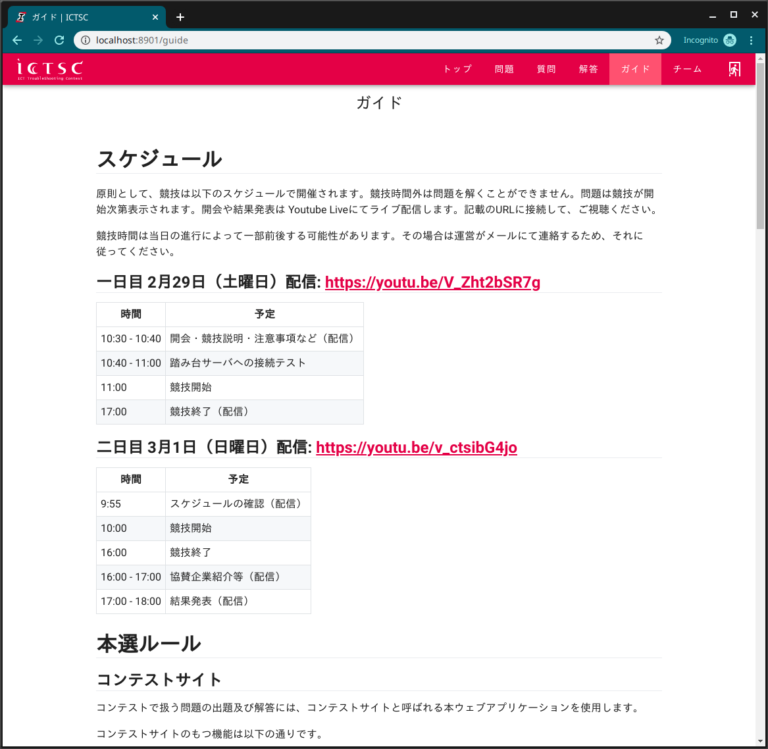 ガイド | ICTSC
localhost:8901/guide
Incognito
ICTSC
ICT Troubleshooting Contest
トップ 問題 質問 解答 ガイド チーム
ガイド
スケジュール
原則として、競技は以下のスケジュールで開催されます。競技時間外は問題を解くことができません。問題は競技が開
始次第表示されます。開会や結果発表は Youtube Liveにてライブ配信します。記載のURLに接続して、ご視聴ください。
競技時間は当日の進行によって一部前後する可能性があります。その場合は運営がメールにて連絡するため、それに
従ってください。
一日目 2月29日（土曜日）配信: https://youtu.be/V_Zht2bSR7g
時間 予定
10:30 - 10:40 開会・競技説明・注意事項など（配信）
10:40 - 11:00 踏み台サーバへの接続テスト
11:00 競技開始
17:00 競技終了（配信）
二日目 3月1日（日曜日）配信: https://youtu.be/v_ctsibG4jo
時間 予定
9:55 スケジュールの確認（配信）
10:00 競技開始
16:00 競技終了
16:00 - 17:00 協賛企業紹介等（配信）
17:00 - 18:00 結果発表（配信）
本選ルール
コンテストサイト
コンテストで扱う問題の出題及び解答には、コンテストサイトと呼ばれる本ウェブアプリケーションを使用します。
コンテストサイトのもつ機能は以下の通りです。